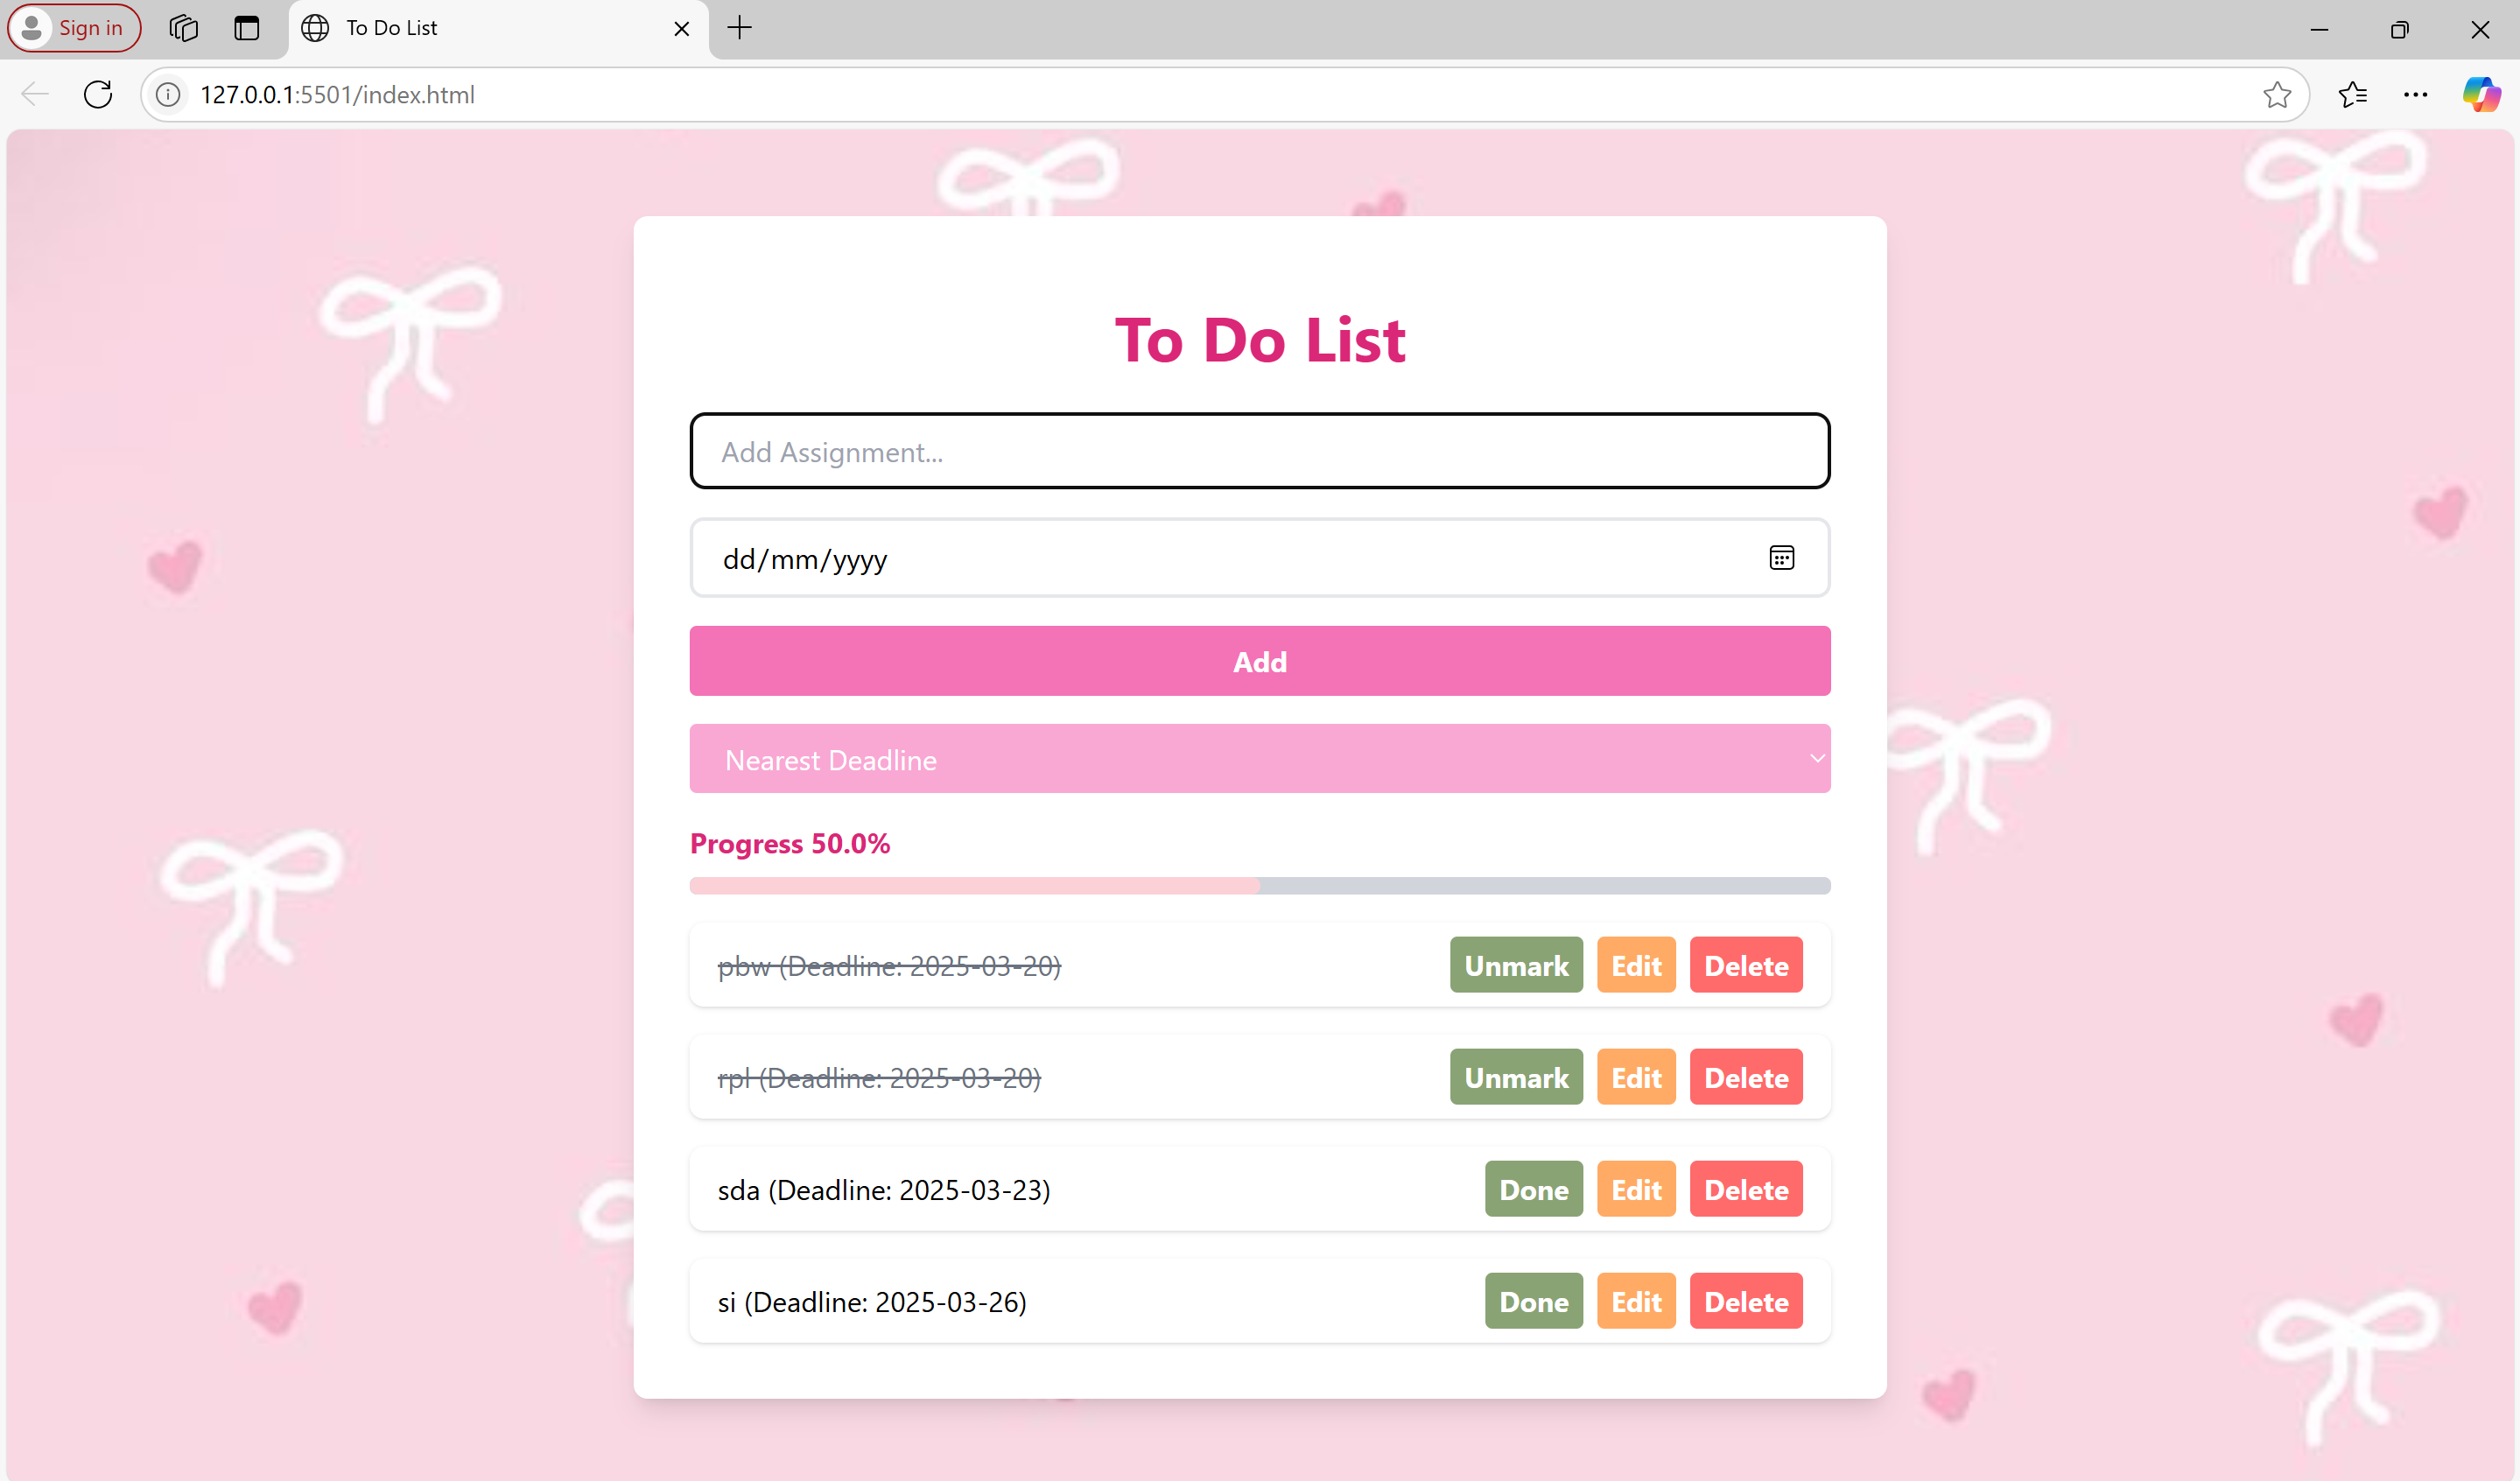 Sign in
To Do List
127.0.0.1:5501/index.html
To Do List
Add Assignment...
dd/mm/yyyy
Add
Nearest Deadline
Progress 50.0%
pbw (Deadline: 2025-03-20) Unmark Edit Delete
rpl (Deadline: 2025-03-20) Unmark Edit Delete
sda (Deadline: 2025-03-23) Done Edit Delete
si (Deadline: 2025-03-26) Done Edit Delete